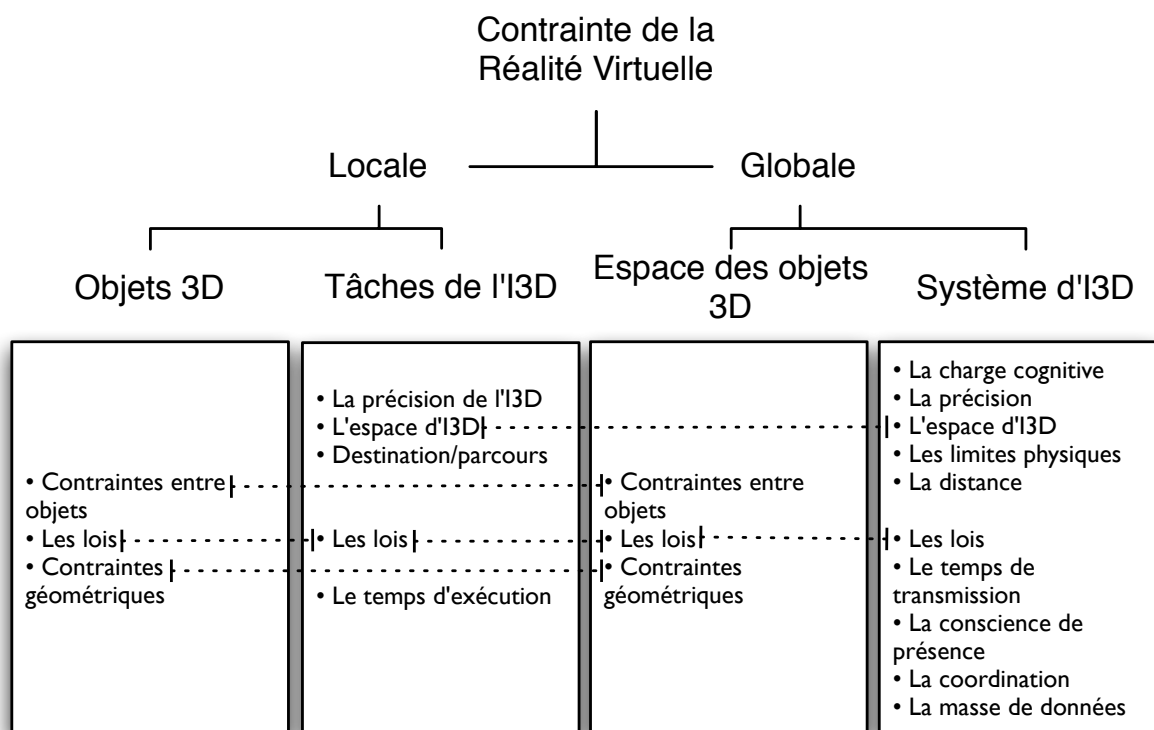 Contrainte de la
Réalité Virtuelle
Locale
Globale
Objets 3D
Tâches de l'I3D
Espace des objets
3D
Système d'I3D
• Contraintes entre
objets
• Les lois
• Contraintes
géométriques
• La précision de l'I3D
• L'espace d'I3D
• Destination/parcours
• Les lois
• Le temps d'exécution
• Contraintes entre
objets
• Les lois
• Contraintes
géométriques
• La charge cognitive
• La précision
• L'espace d'I3D
• Les limites physiques
• La distance
• Les lois
• Le temps de
transmission
• La conscience de
présence
• La coordination
• La masse de données